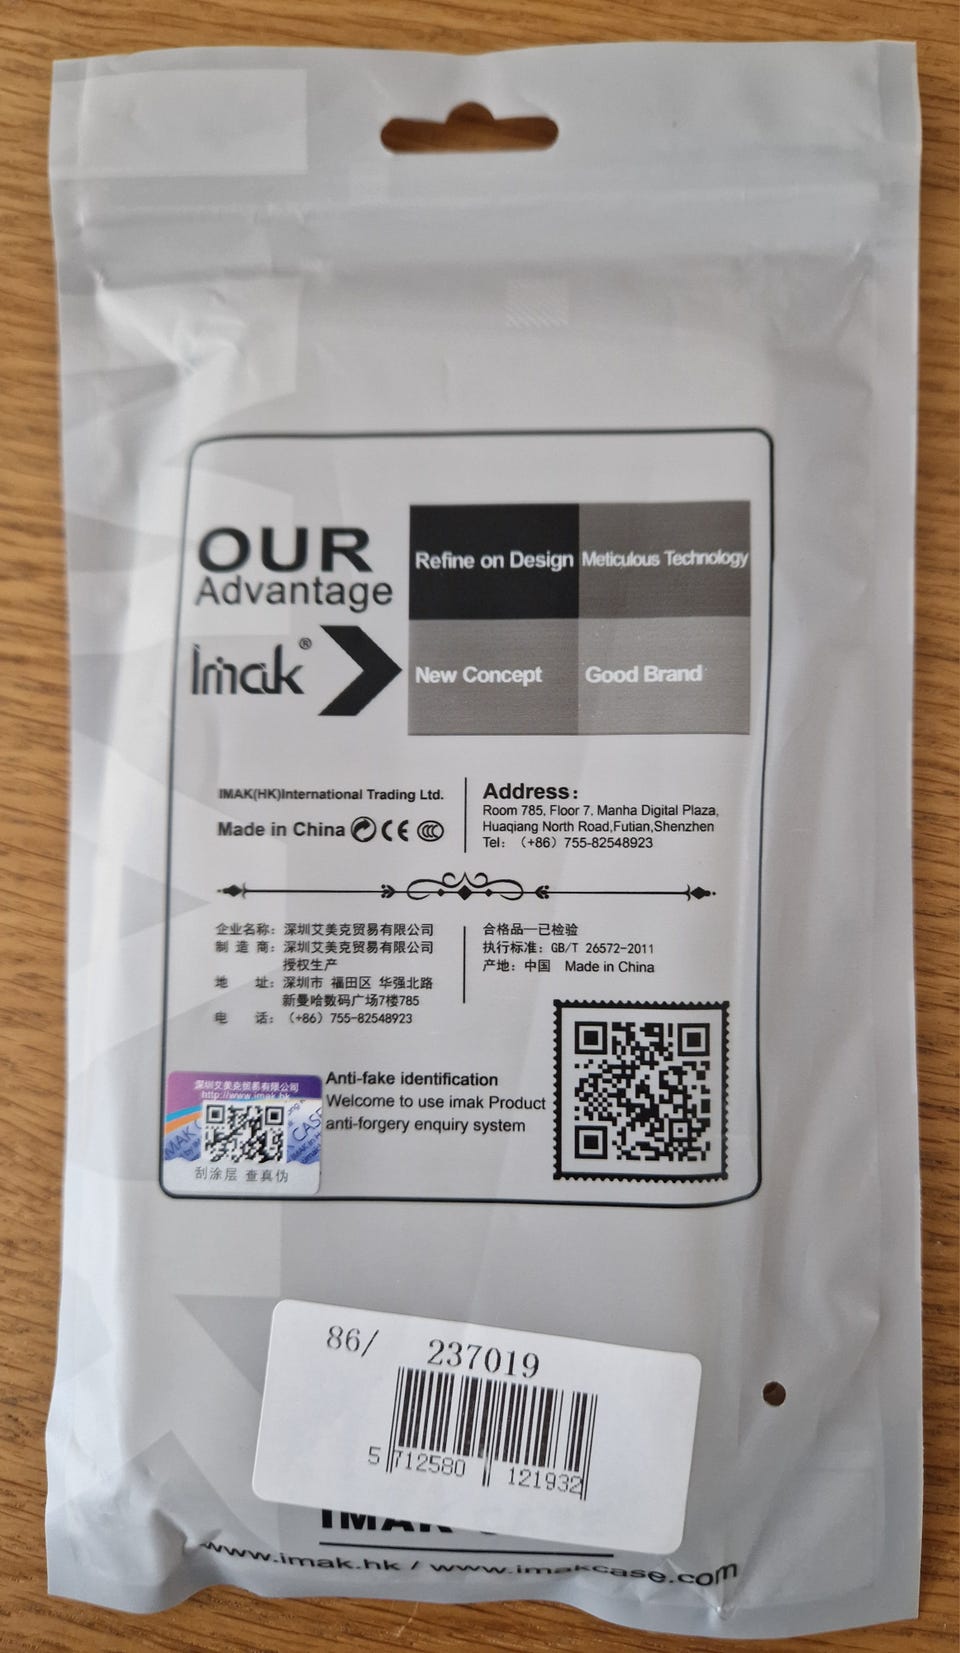 OUR
Advantage
Imak®
Refine on Design
Meticulous Technology
New Concept
Good Brand
IMAK(HK)International Trading Ltd.
Made in China CE
Address：
Room 785, Floor 7, Manha Digital Plaza,
Huaqiang North Road,Futian,Shenzhen
Tel：（+86）755-82548923
企业名称：深圳艾美克贸易有限公司
制 造 商：深圳艾美克贸易有限公司
授权生产
地 址：深圳市 福田区 华强北路
新曼哈数码广场7楼785
电 话：（+86）755-82548923
合格品—已检验
执行标准：GB/T 26572-2011
产地：中国 Made in China
深圳艾美克贸易有限公司
http://www.imak.hk
刮涂层 查真伪
Anti-fake identification
Welcome to use imak Product
anti-forgery enquiry system
86/ 237019
5 712580 121932
IMAK
www.imak.hk / www.imakcase.com